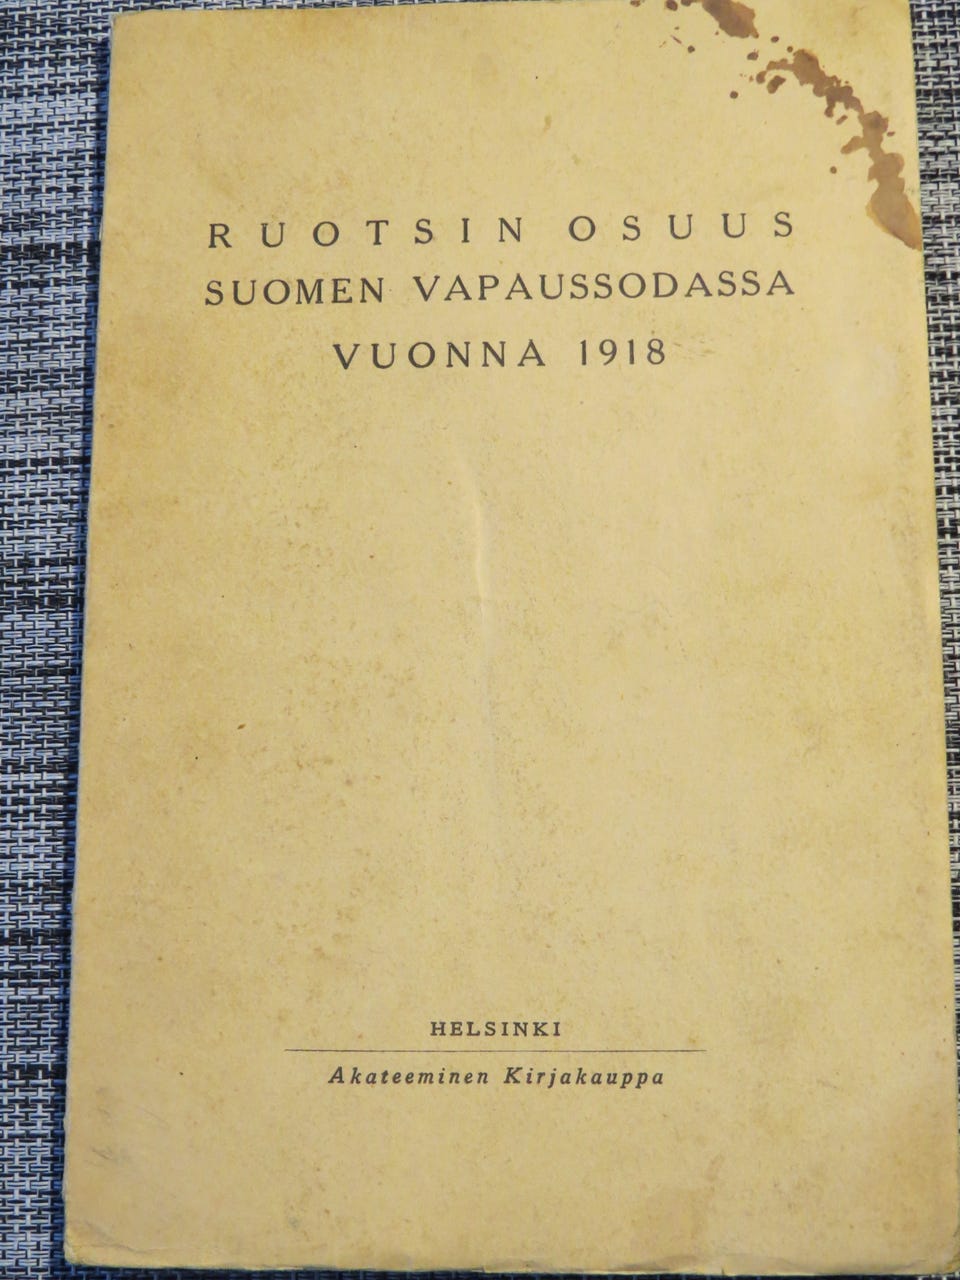 RUOTSIN OSUUS
SUOMEN VAPAUSSODASSA
VUONNA 1918
HELSINKI
Akateeminen Kirjakauppa